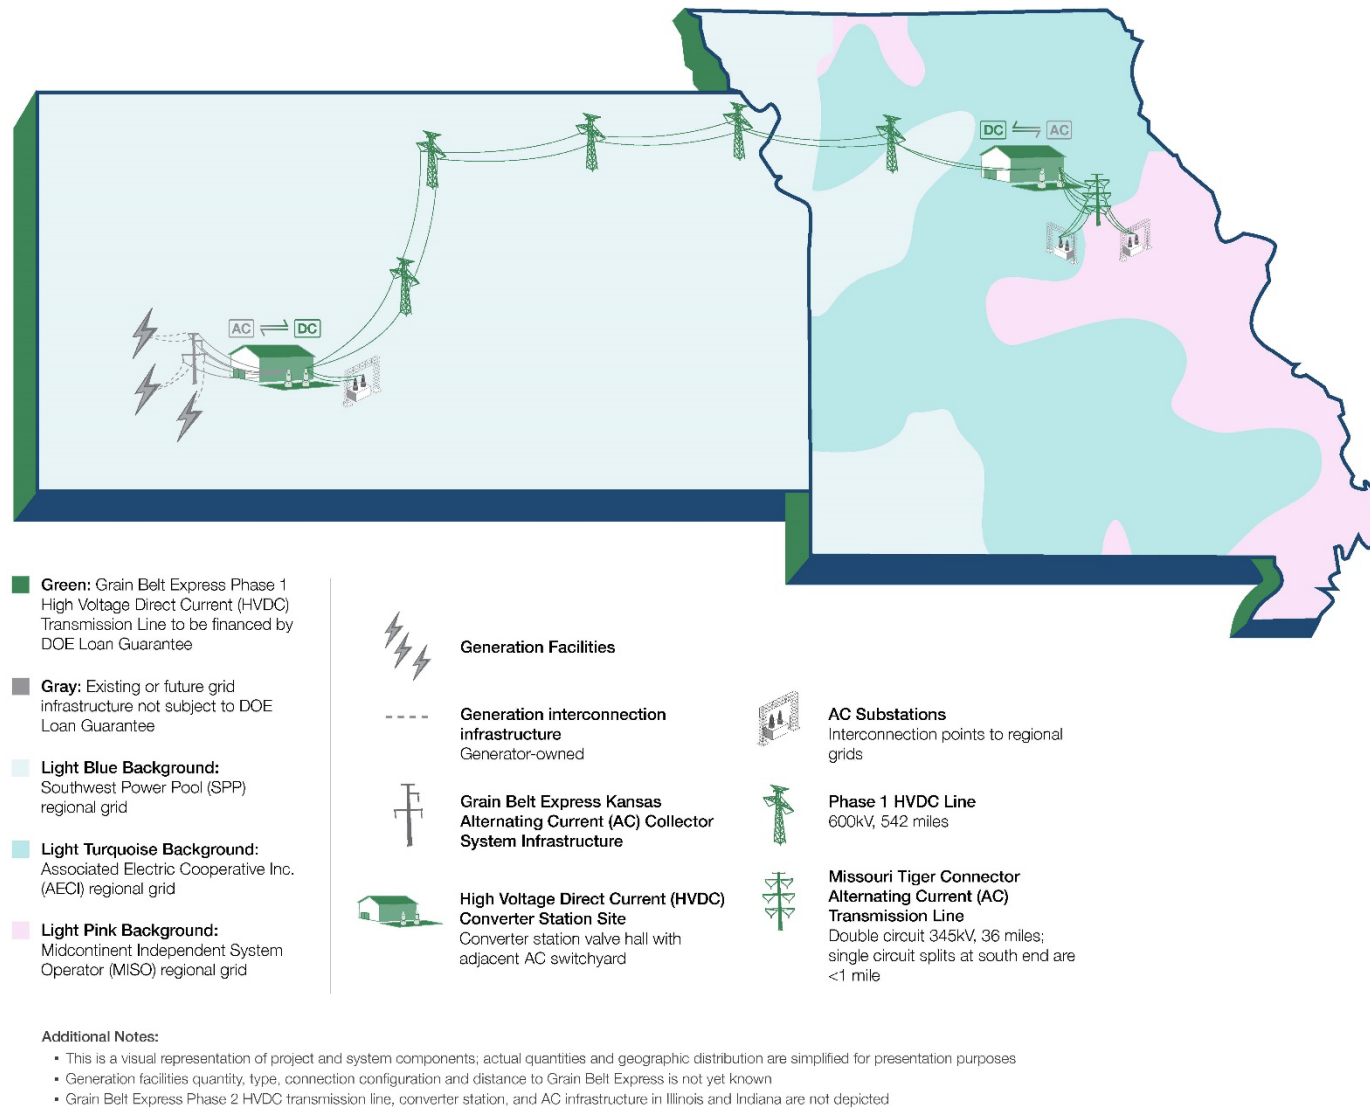 DC AC
AC DC
Green: Grain Belt Express Phase 1
High Voltage Direct Current (HVDC)
Transmission Line to be financed by
DOE Loan Guarantee
Gray: Existing or future grid
infrastructure not subject to DOE
Loan Guarantee
Light Blue Background:
Southwest Power Pool (SPP)
regional grid
Light Turquoise Background:
Associated Electric Cooperative Inc.
(AECI) regional grid
Light Pink Background:
Midcontinent Independent System
Operator (MISO) regional grid
Generation Facilities
Generation interconnection
infrastructure
Generator-owned
Grain Belt Express Kansas
Alternating Current (AC) Collector
System Infrastructure
High Voltage Direct Current (HVDC)
Converter Station Site
Converter station valve hall with
adjacent AC switchyard
AC Substations
Interconnection points to regional
grids
Phase 1 HVDC Line
600kV, 542 miles
Missouri Tiger Connector
Alternating Current (AC)
Transmission Line
Double circuit 345kV, 36 miles;
single circuit splits at south end are
<1 mile
Additional Notes:
▪ This is a visual representation of project and system components; actual quantities and geographic distribution are simplified for presentation purposes
▪ Generation facilities quantity, type, connection configuration and distance to Grain Belt Express is not yet known
▪ Grain Belt Express Phase 2 HVDC transmission line, converter station, and AC infrastructure in Illinois and Indiana are not depicted